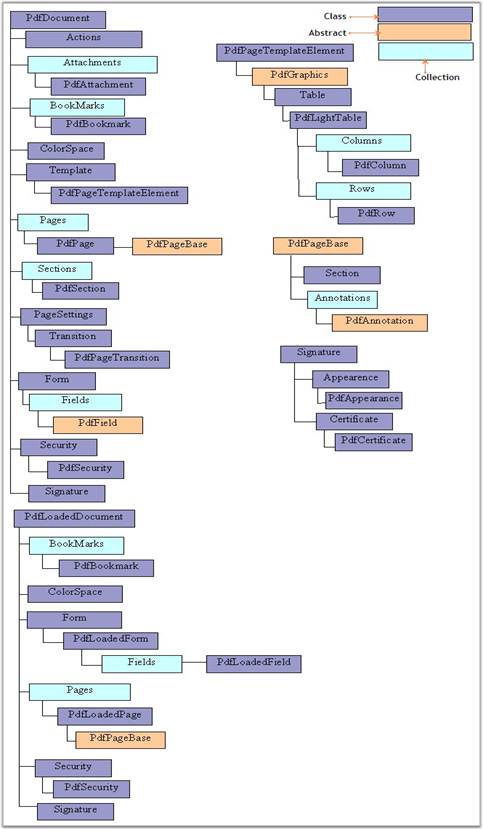 PdfDocument
Actions
Attachments
PdfAttachment
BookMarks
PdfBookmark
ColorSpace
Template
PdfPageTemplateElement
Pages
PdfPage
PdfPageBase
Sections
PdfSection
PageSettings
Transition
PdfPageTransition
Form
Fields
PdfField
Security
PdfSecurity
Signature
PdfLoadedDocument
BookMarks
PdfBookmark
ColorSpace
Form
PdfLoadedForm
Fields
PdfLoadedField
Pages
PdfLoadedPage
PdfPageBase
Security
PdfSecurity
Signature
Class
Abstract
Collection
PdfPageTemplateElement
PdfGraphics
Table
PdfLightTable
Columns
PdfColumn
Rows
PdfRow
PdfPageBase
Section
Annotations
PdfAnnotation
Signature
Appearence
PdfAppearance
Certificate
PdfCertificate